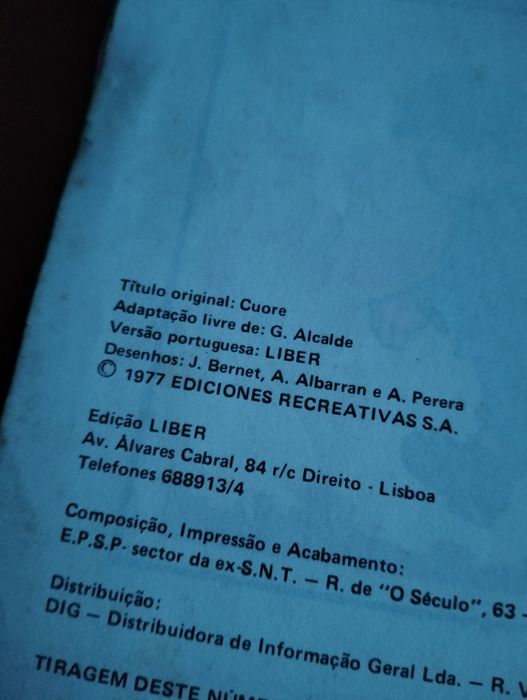 Título original: Cuore
Adaptação livre de: G. Alcalde
Versão portuguesa: LIBER
Desenhos: J. Bernet, A. Albarran e A. Perera
© 1977 EDICIONES RECREATIVAS S.A.
Edição LIBER
Av. Álvares Cabral, 84 r/c Direito - Lisboa
Telefones 688913/4
Composição, Impressão e Acabamento:
E.P.S.P. sector da ex-S.N.T. — R. de "O Século", 63 -
Distribuição:
DIG — Distribuidora de Informação Geral Lda. — R.
TIRAGEM DESTE